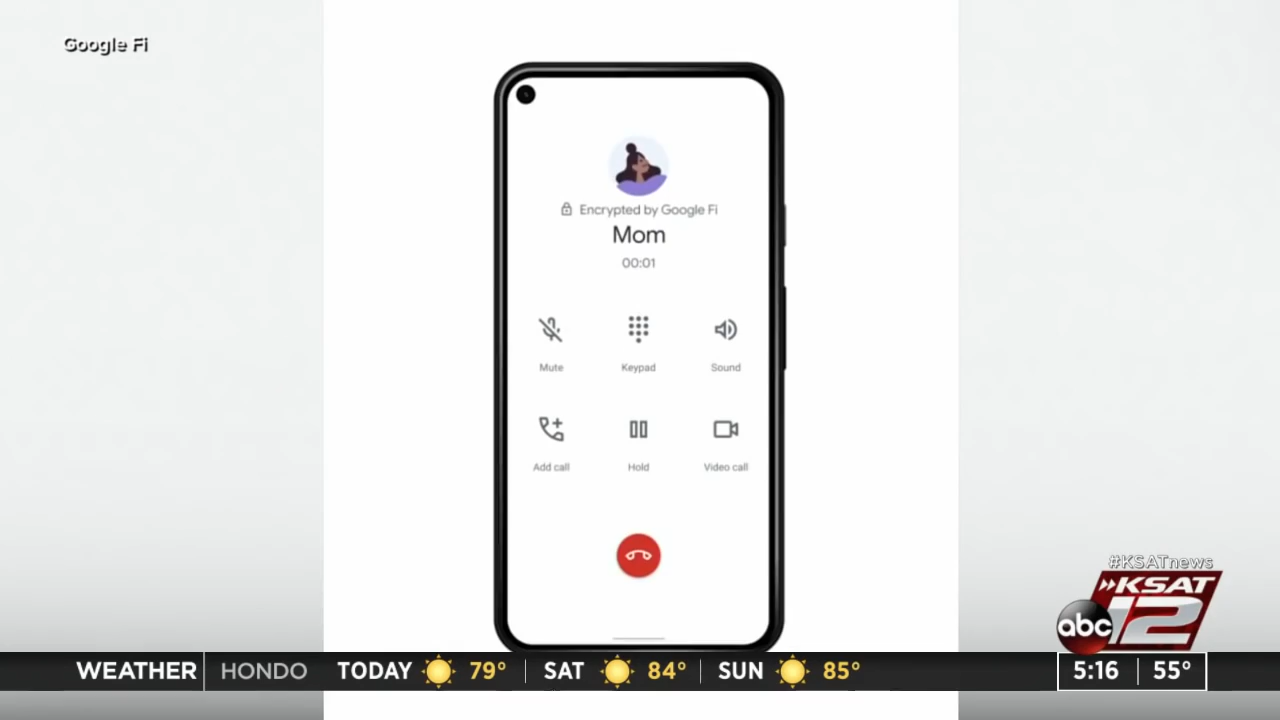 Google Fi
Encrypted by Google Fi
Mom
00:01
Mute Keypad Sound
Add call Hold Video call
#KSATnews
KSAT
abc 12
WEATHER HONDO TODAY 79° SAT 84° SUN 85° 5:16 55°